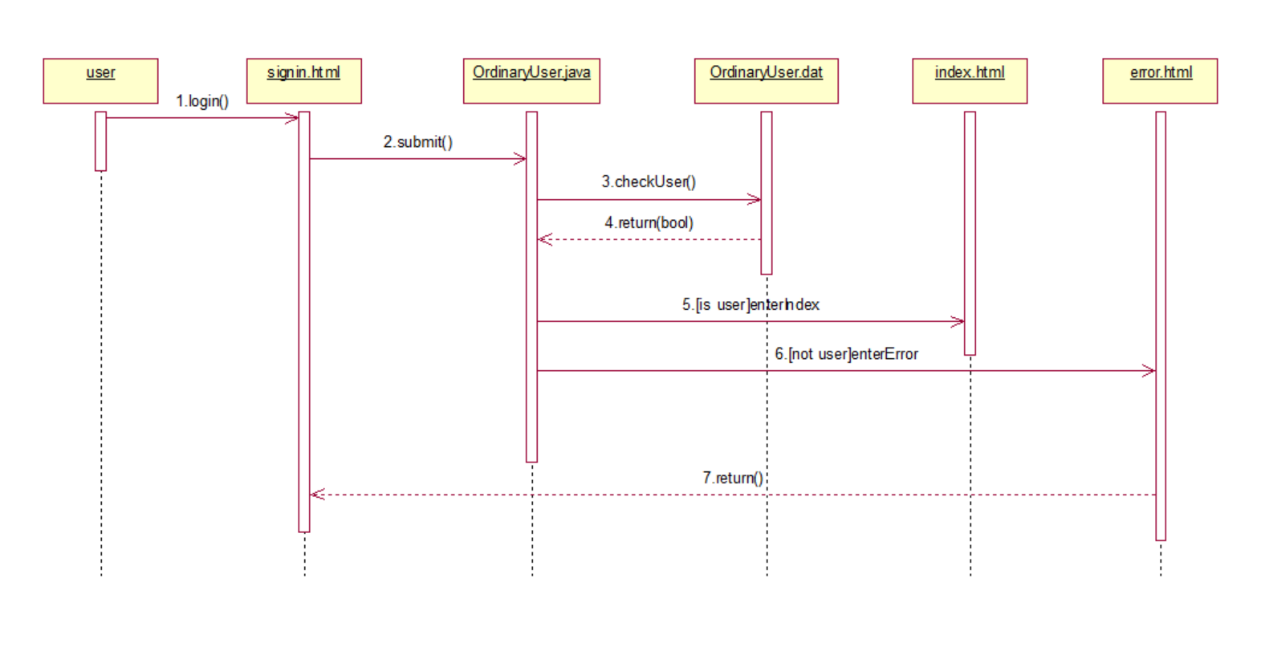 user
signin.html
OrdinaryUser.java
OrdinaryUser.dat
index.html
error.html
1.login()
2.submit()
3.checkUser()
4.return(bool)
5.[is user]enterIndex
6.[not user]enterError
7.return()